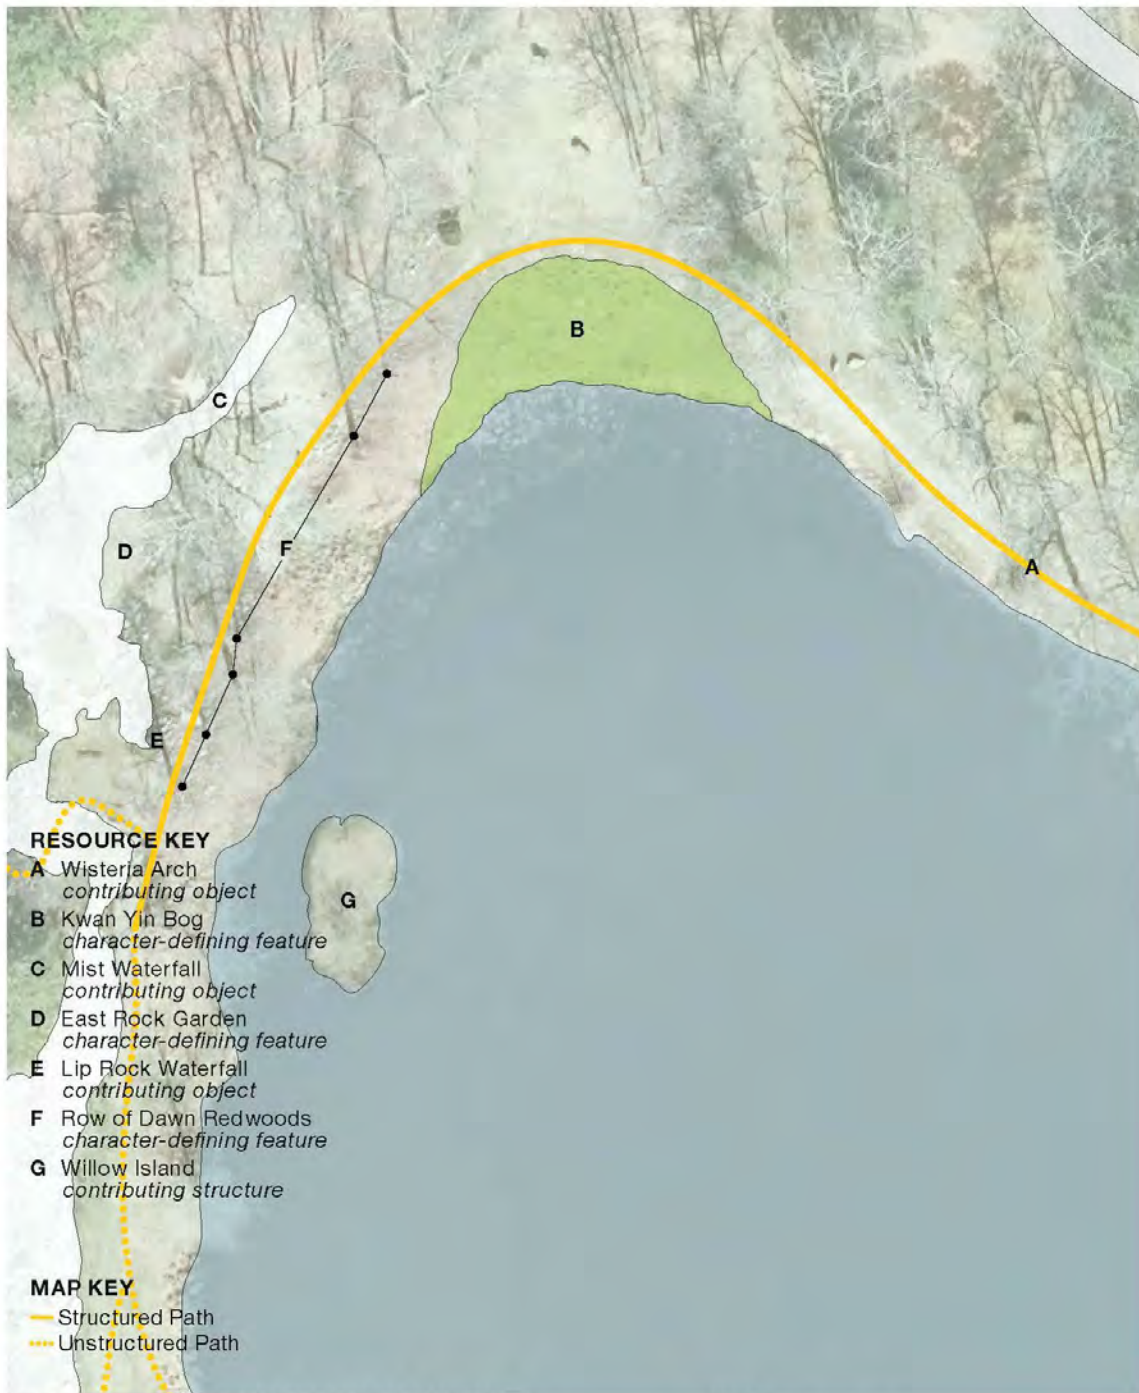 B
C
F
D
A
E
G
RESOURCE KEY
A Wisteria Arch
contributing object
B Kwan Yin Bog
character-defining feature
C Mist Waterfall
contributing object
D East Rock Garden
character-defining feature
E Lip Rock Waterfall
contributing object
F Row of Dawn Redwoods
character-defining feature
G Willow Island
contributing structure
MAP KEY
Structured Path
Unstructured Path